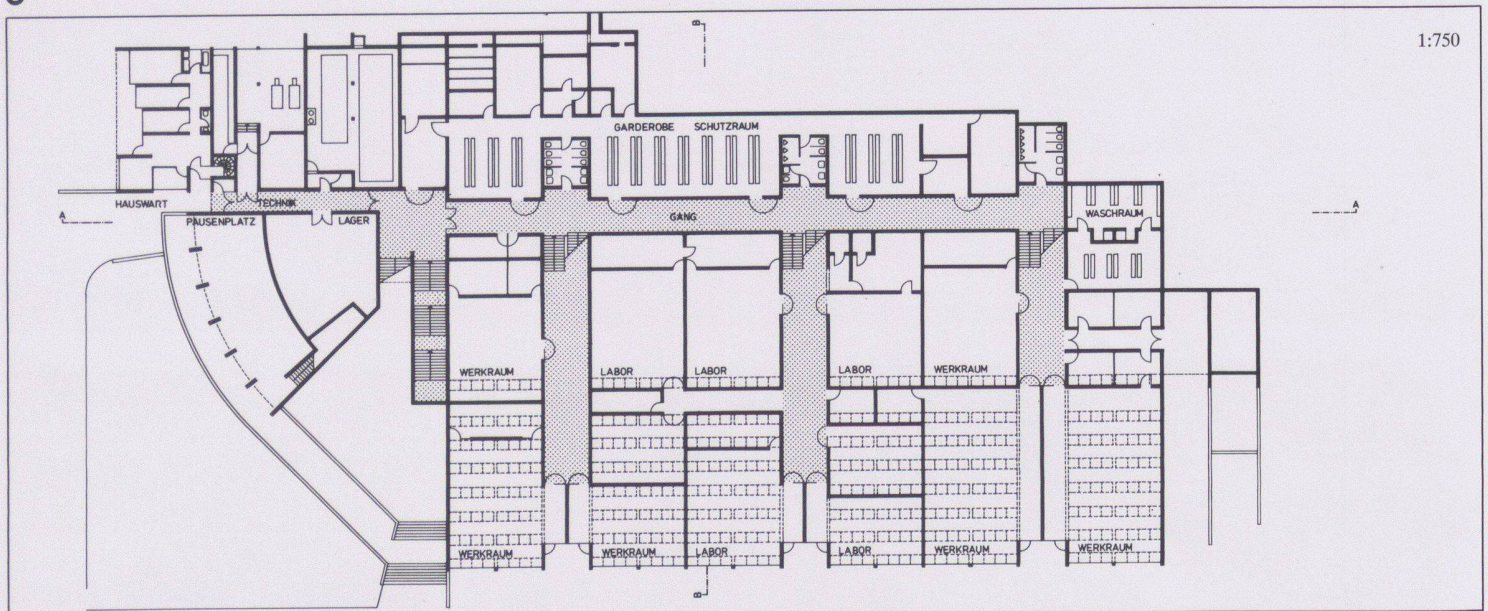 1:750
B
GARDEROBE SCHUTZRAUM
HAUSWART
TECHNIK
A
PAUSENPLATZ
LAGER
GANG
WASCHRAUM
A
WERKRAUM
LABOR
LABOR
LABOR
WERKRAUM
WERKRAUM
WERKRAUM
LABOR
LABOR
WERKRAUM
WERKRAUM
B